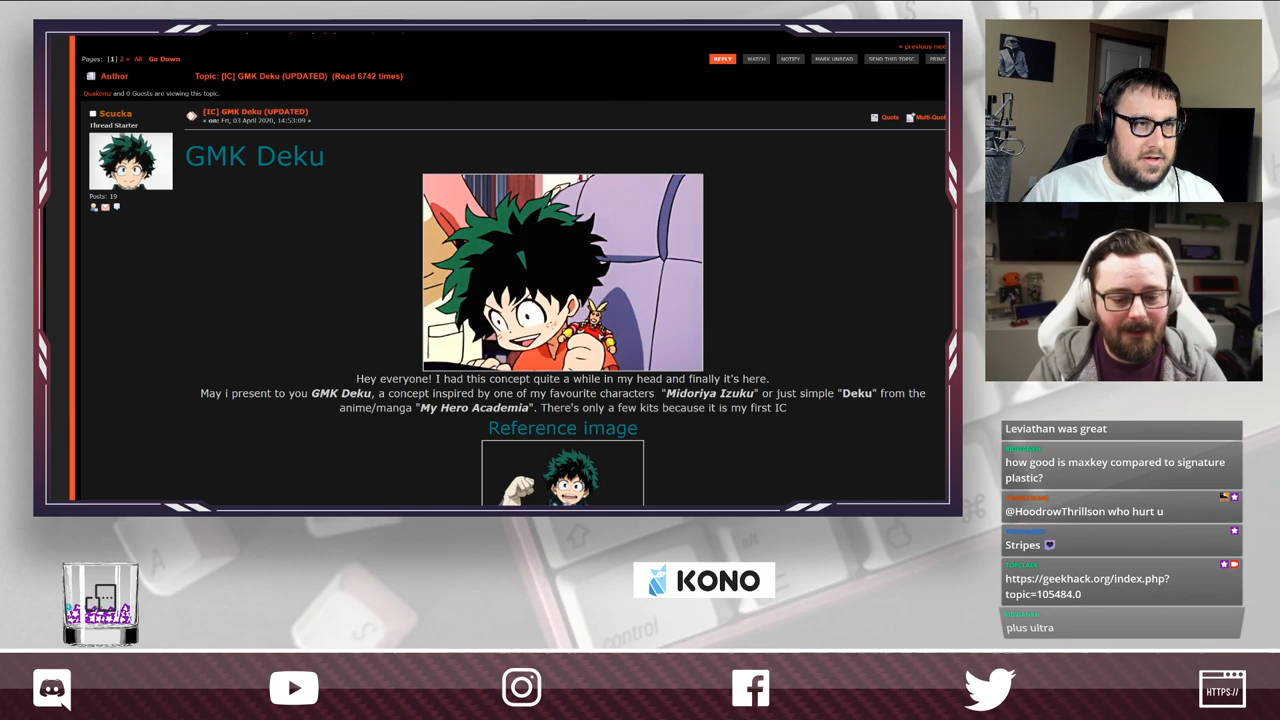 « previous nex
Pages: [1] 2 » All Go Down
REPLY WATCH NOTIFY MARK UNREAD SEND THIS TOPIC PRINT
Author Topic: [IC] GMK Deku (UPDATED) (Read 6742 times)
Quakemz and 0 Guests are viewing this topic.
Scucka
Thread Starter
Posts: 19
[IC] GMK Deku (UPDATED)
« on: Fri, 03 April 2020, 14:53:09 »
Quote Multi-Quot
GMK Deku
Hey everyone! I had this concept quite a while in my head and finally it's here.
May i present to you GMK Deku, a concept inspired by one of my favourite characters "Midoriya Izuku" or just simple "Deku" from the
anime/manga "My Hero Academia". There's only a few kits because it is my first IC
Reference image
Leviathan was great
how good is maxkey compared to signature
plastic?
@HoodrowThrillson who hurt u
Stripes
https://geekhack.org/index.php?
topic=105484.0
plus ultra
KONO
control
HTTPS://